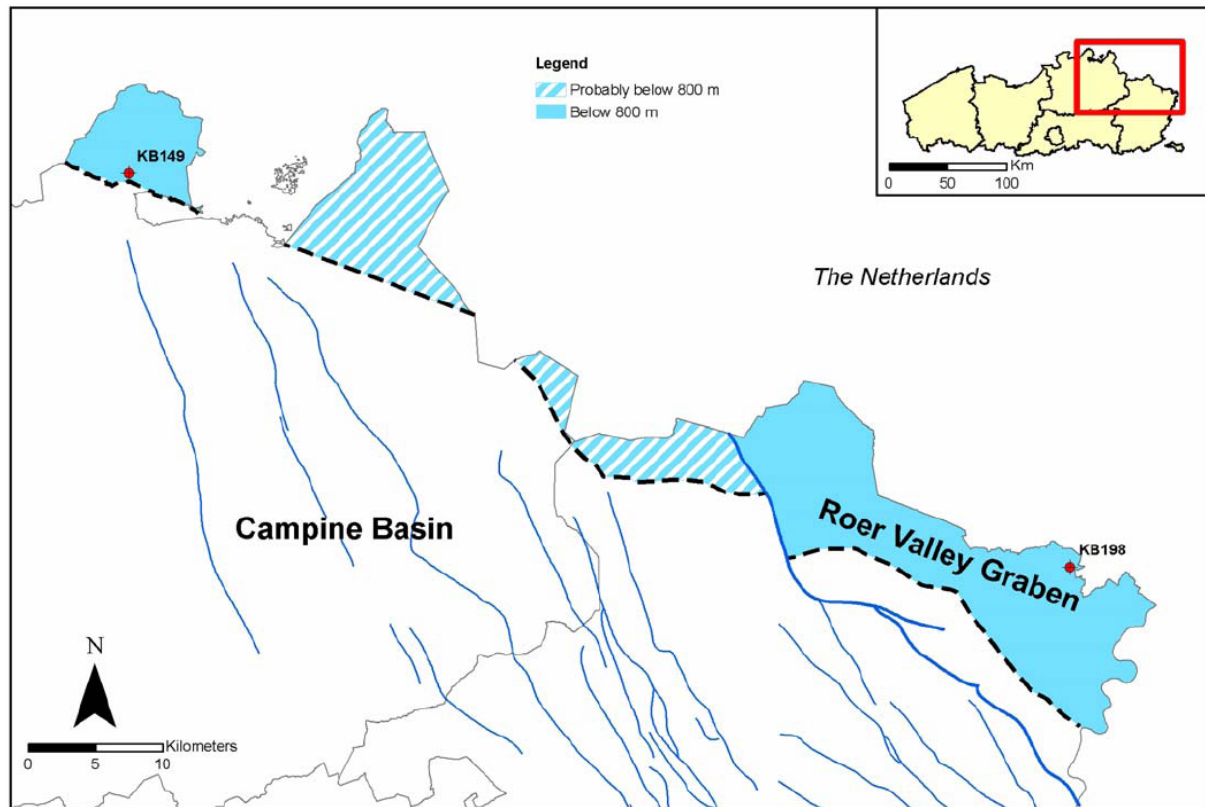 Legend
Probably below 800 m
Below 800 m
Km
0 50 100
KB149
The Netherlands
Campine Basin
Roer Valley Graben
KB198
N
Kilometers
0 5 10